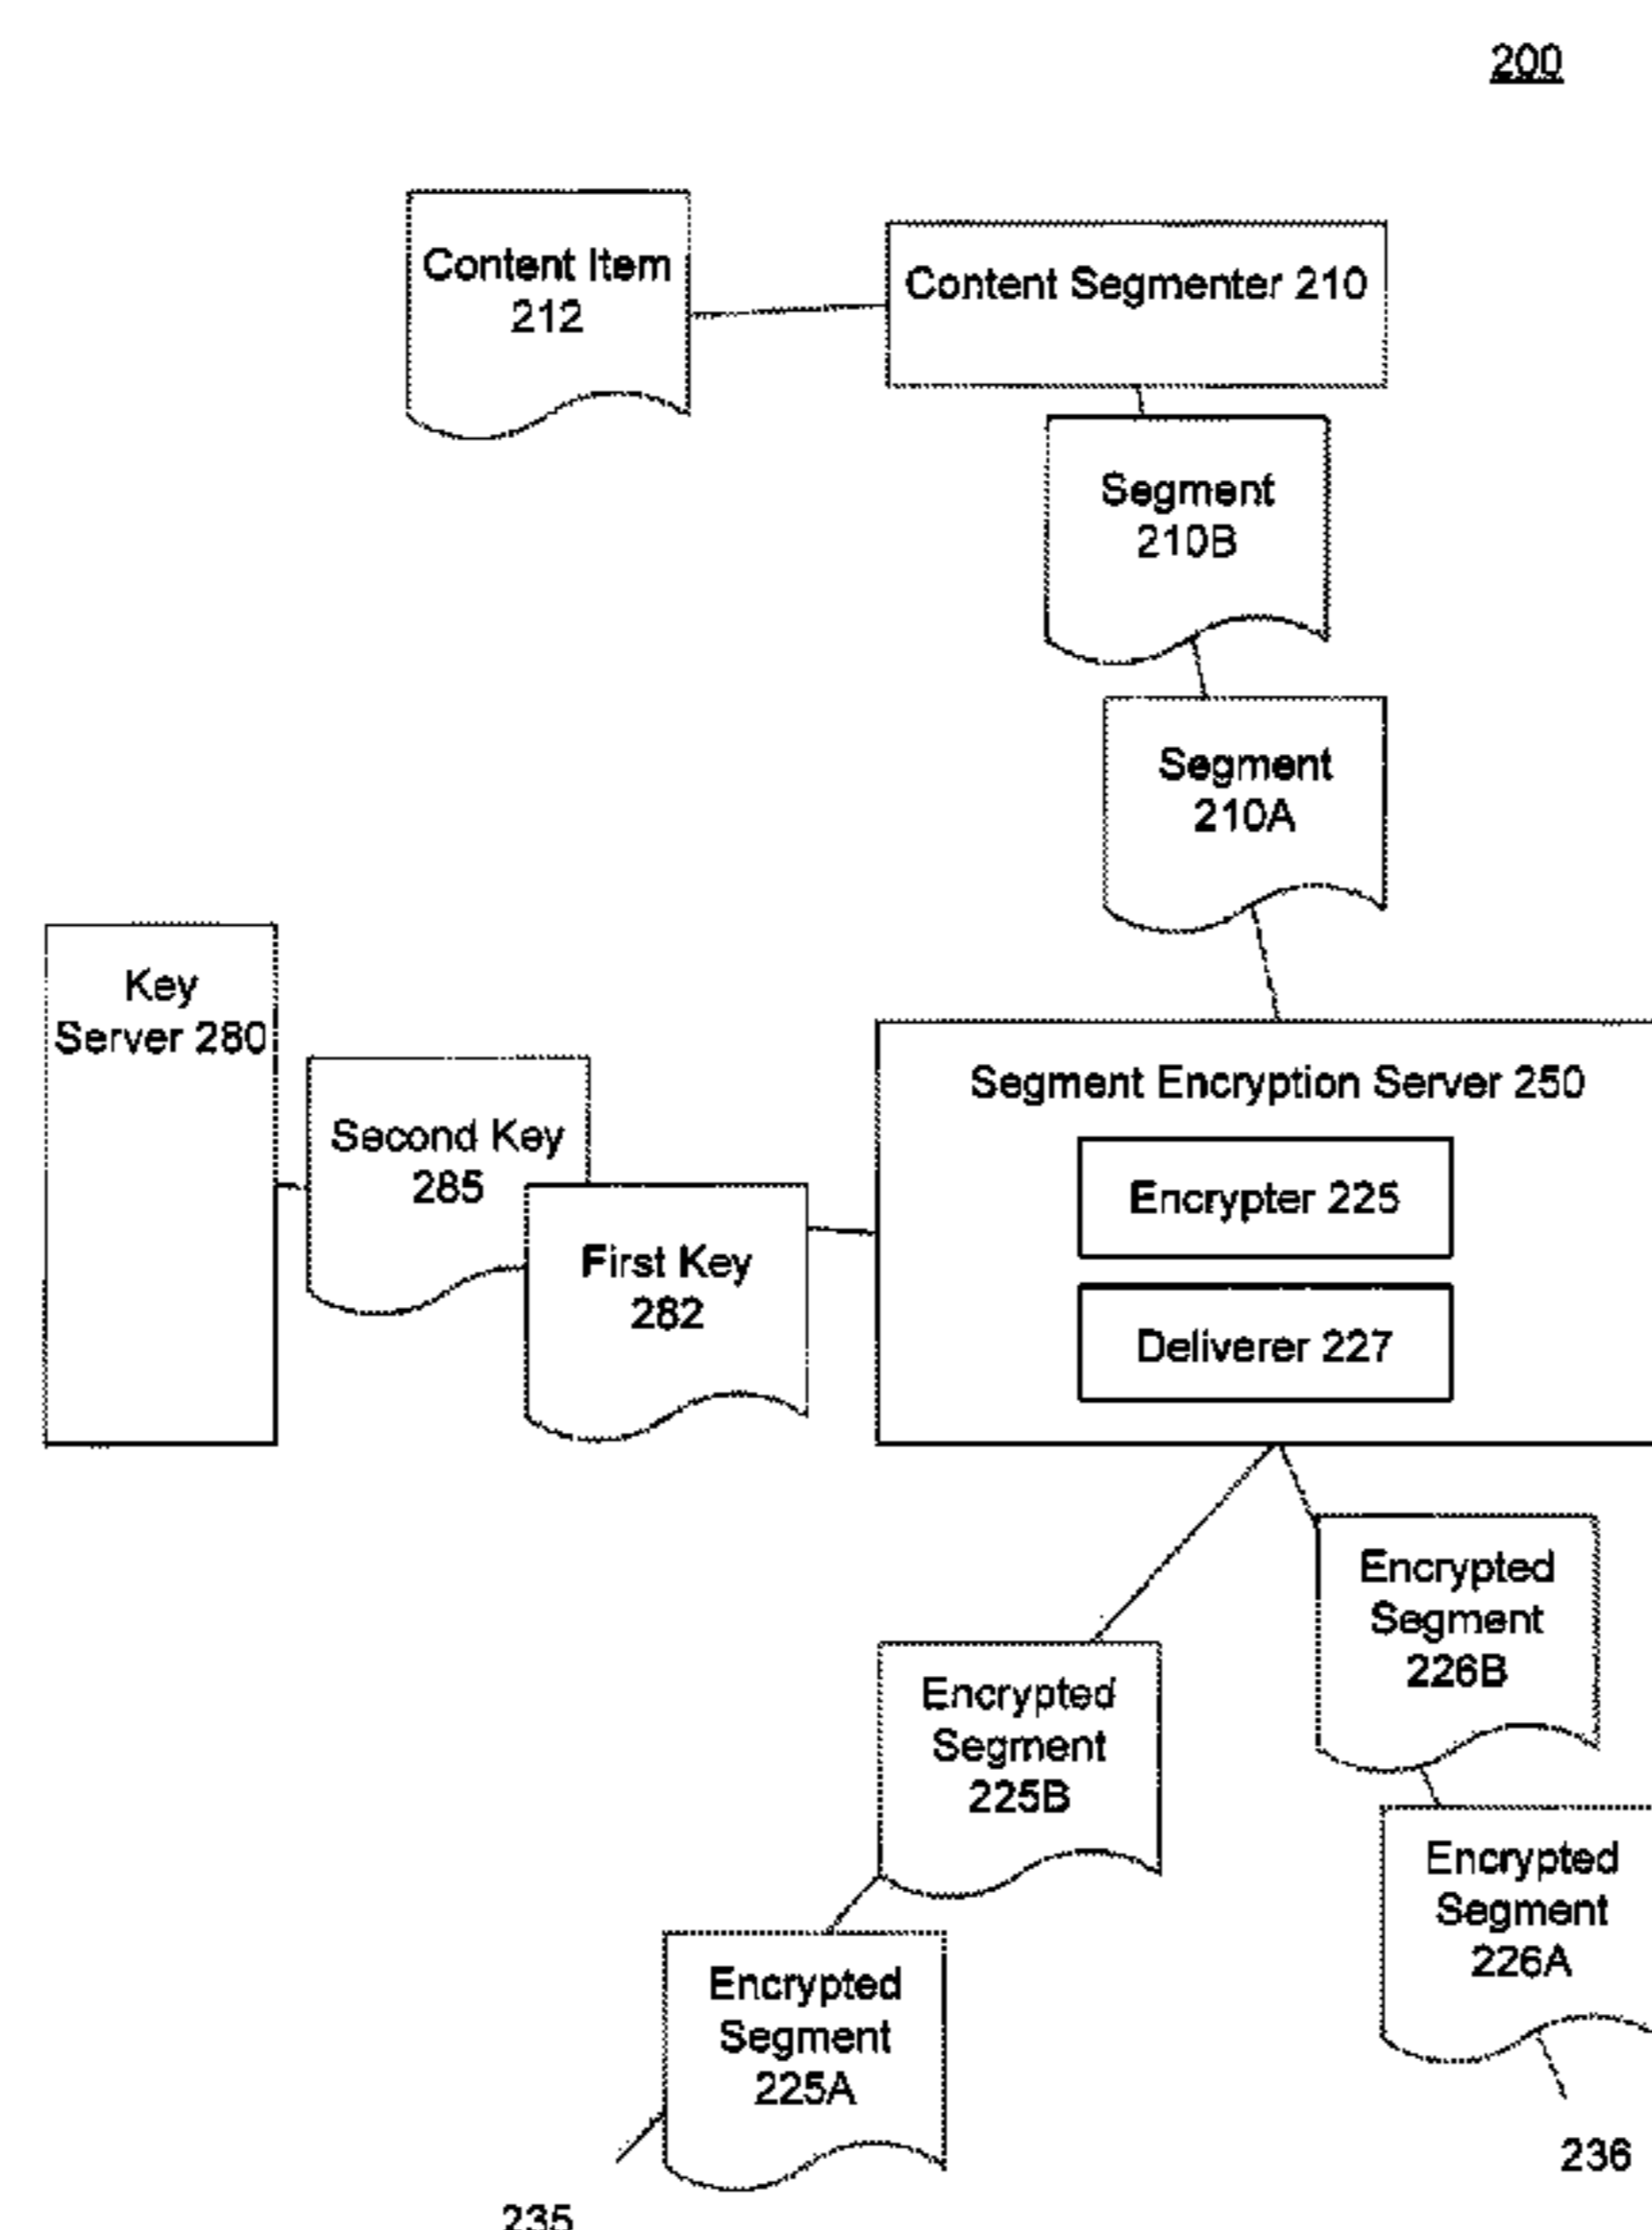 200
Content Item
212
Content Segmenter 210
Segment
210B
Segment
210A
Key
Server 280
Second Key
285
First Key
282
Segment Encryption Server 250
Encrypter 225
Deliverer 227
Encrypted
Segment
226B
Encrypted
Segment
225B
Encrypted
Segment
226A
Encrypted
Segment
225A
236
235